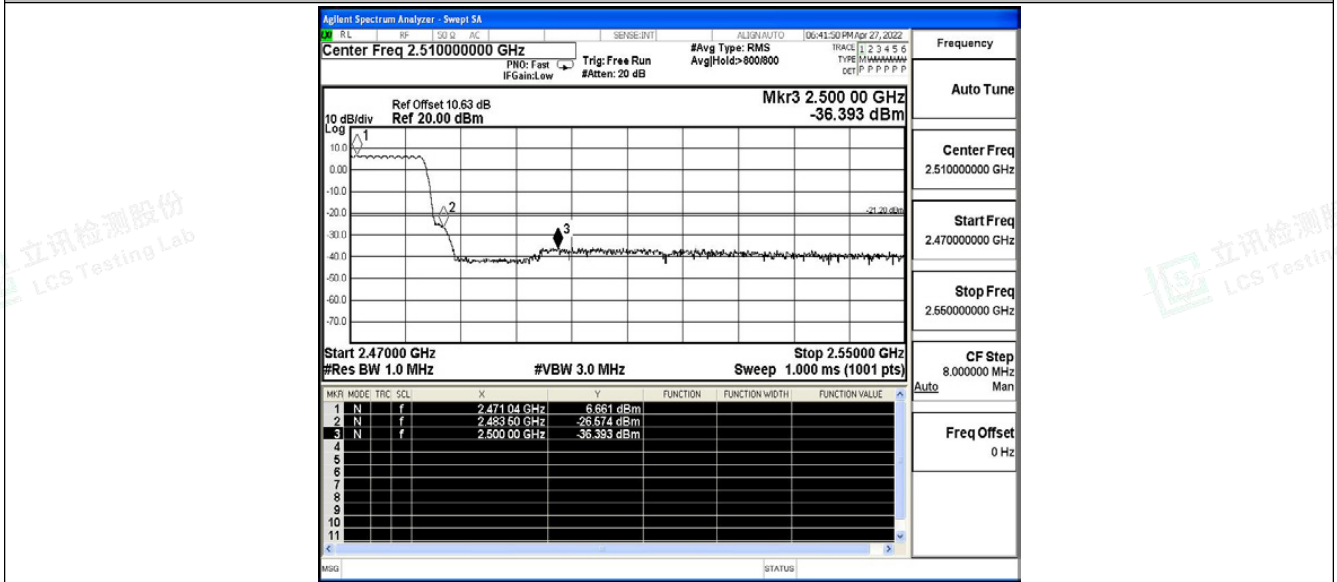 Agilent Spectrum Analyzer - Swept SA
RL RF 50 Ω AC SENSE:INT ALIGNAUTO 06:41:50 PM Apr 27, 2022
Center Freq 2.510000000 GHz
PNO: Fast
IFGain:Low
Trig: Free Run
#Atten: 20 dB
#Avg Type: RMS
Avg|Hold:>800/800
TRACE 1 2 3 4 5 6
TYPE M
DET P P P P P P
Frequency
Auto Tune
Center Freq
2.510000000 GHz
Start Freq
2.470000000 GHz
Stop Freq
2.550000000 GHz
CF Step
8.000000 MHz
Auto Man
Freq Offset
0 Hz
Mkr3 2.500 00 GHz
-36.393 dBm
Ref Offset 10.63 dB
10 dB/div Ref 20.00 dBm
Log
1
10.0
0.00
-10.0
2
-20.0
-21.20 dBm
3
-30.0
-40.0
-50.0
-60.0
-70.0
Start 2.47000 GHz Stop 2.55000 GHz
#Res BW 1.0 MHz #VBW 3.0 MHz Sweep 1.000 ms (1001 pts)
MKR MODE TRC SCL X Y FUNCTION FUNCTION WIDTH FUNCTION VALUE
1 N f 2.471 04 GHz 6.661 dBm
2 N f 2.483 50 GHz -26.574 dBm
3 N f 2.500 00 GHz -36.393 dBm
4
5
6
7
8
9
10
11
MSG STATUS
立讯检测股份
LCS Testing Lab
立讯检测股
LCS Testin